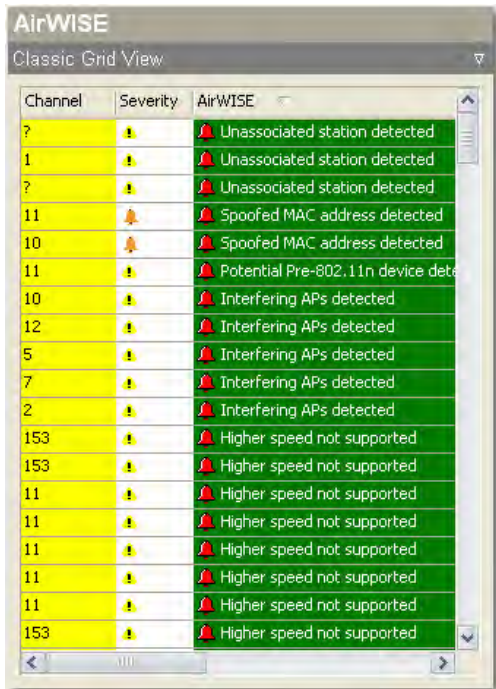 AirWISE
Classic Grid View
Channel Severity AirWISE
? Unassociated station detected
1 Unassociated station detected
? Unassociated station detected
11 Spoofed MAC address detected
10 Spoofed MAC address detected
11 Potential Pre-802.11n device dete
10 Interfering APs detected
12 Interfering APs detected
5 Interfering APs detected
7 Interfering APs detected
2 Interfering APs detected
153 Higher speed not supported
153 Higher speed not supported
11 Higher speed not supported
11 Higher speed not supported
11 Higher speed not supported
11 Higher speed not supported
11 Higher speed not supported
153 Higher speed not supported